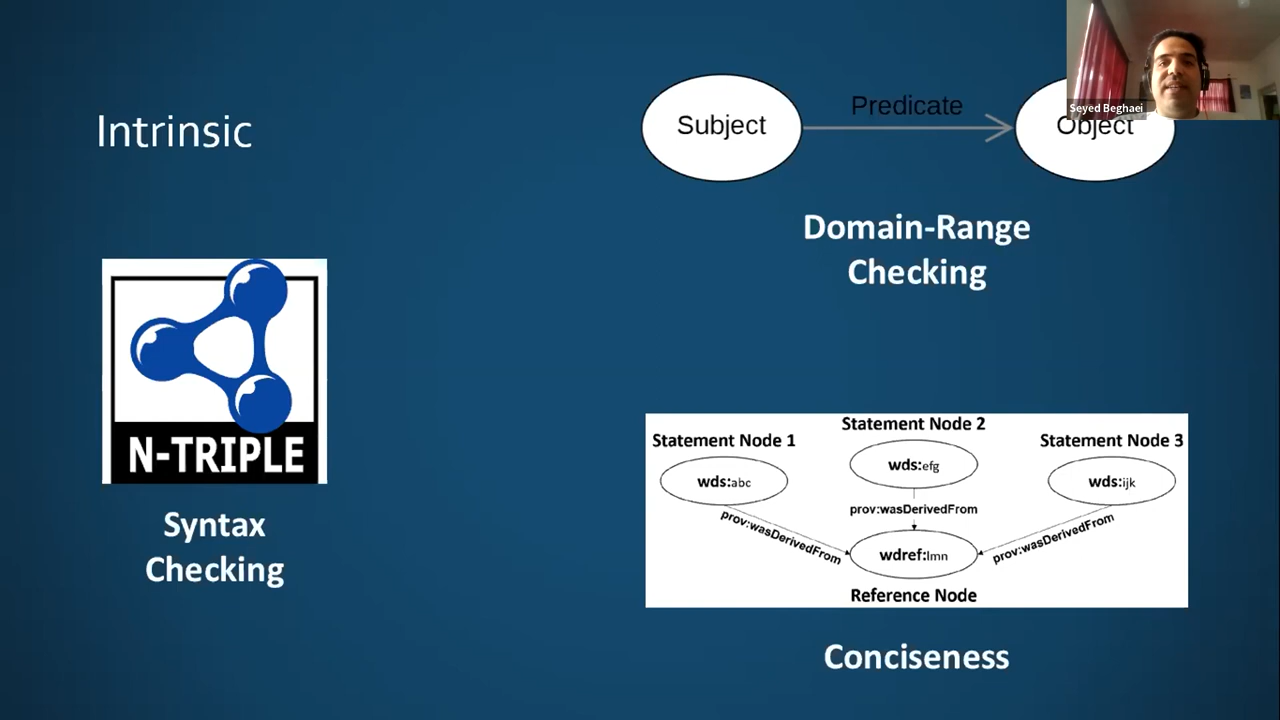 Intrinsic
Subject
Predicate
Object
Seyed Beghaei
Domain-Range
Checking
N-TRIPLE
Syntax
Checking
Statement Node 1
Statement Node 2
Statement Node 3
wds:abc
wds:efg
wds:ijk
prov:wasDerivedFrom
prov:wasDerivedFrom
prov:wasDerivedFrom
wdref:lmn
Reference Node
Conciseness